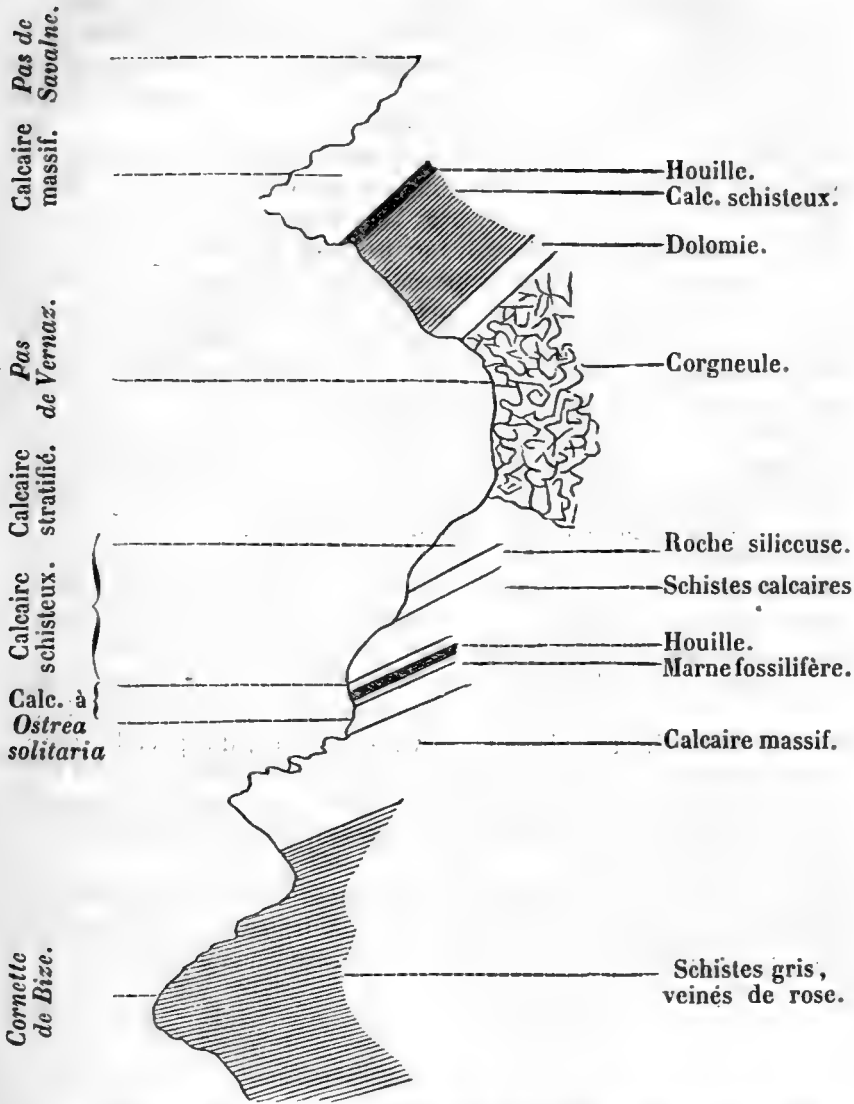 Pas de
Savalne.
Calcaire
massif.
Pas
de Vernaz.
Calcaire
stratifié.
Calcaire
schisteux.
Calc. à
Ostrea
solitaria
Cornette
de Bize.
Houille.
Calc. schisteux.
Dolomie.
Corgneule.
Roche siliceuse.
Schistes calcaires
Houille.
Marne fossilifère.
Calcaire massif.
Schistes gris,
veinés de rose.